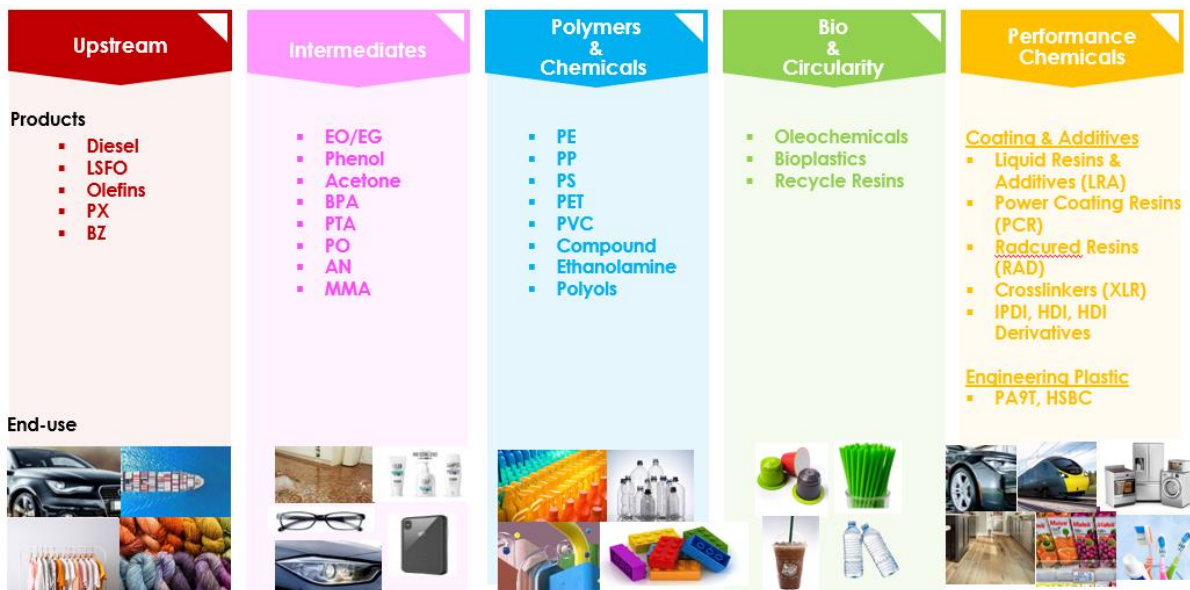 Upstream
Products
Diesel
LSFO
Olefins
PX
BZ
End-use
Intermediates
EO/EG
Phenol
Acetone
BPA
PTA
PO
AN
MMA
Polymers
&
Chemicals
PE
PP
PS
PET
PVC
Compound
Ethanolamine
Polyols
Bio
&
Circularity
Oleochemicals
Bioplastics
Recycle Resins
Performance
Chemicals
Coating & Additives
Liquid Resins &
Additives (LRA)
Power Coating Resins
(PCR)
Radcured Resins
(RAD)
Crosslinkers (XLR)
IPDI, HDI, HDI
Derivatives
Engineering Plastic
PA9T, HSBC